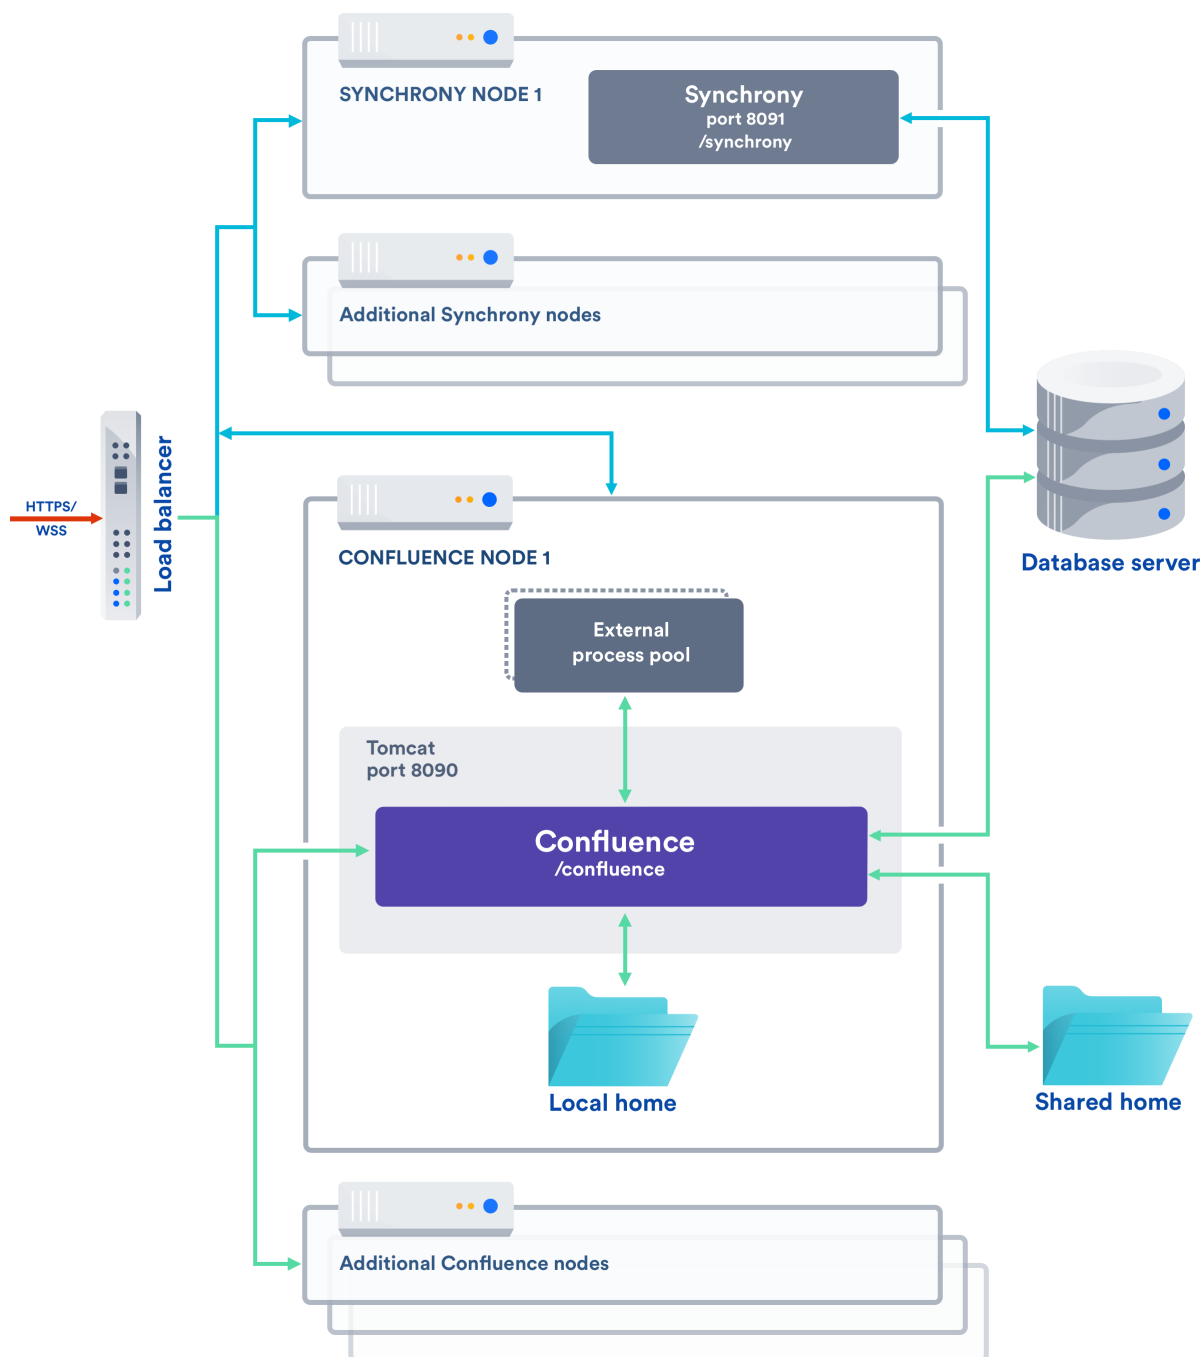 SYNCHRONY NODE 1
Synchrony
port 8091
/synchrony
Additional Synchrony nodes
HTTPS/
WSS
Load balancer
Database server
CONFLUENCE NODE 1
External
process pool
Tomcat
port 8090
Confluence
/confluence
Local home
Shared home
Additional Confluence nodes